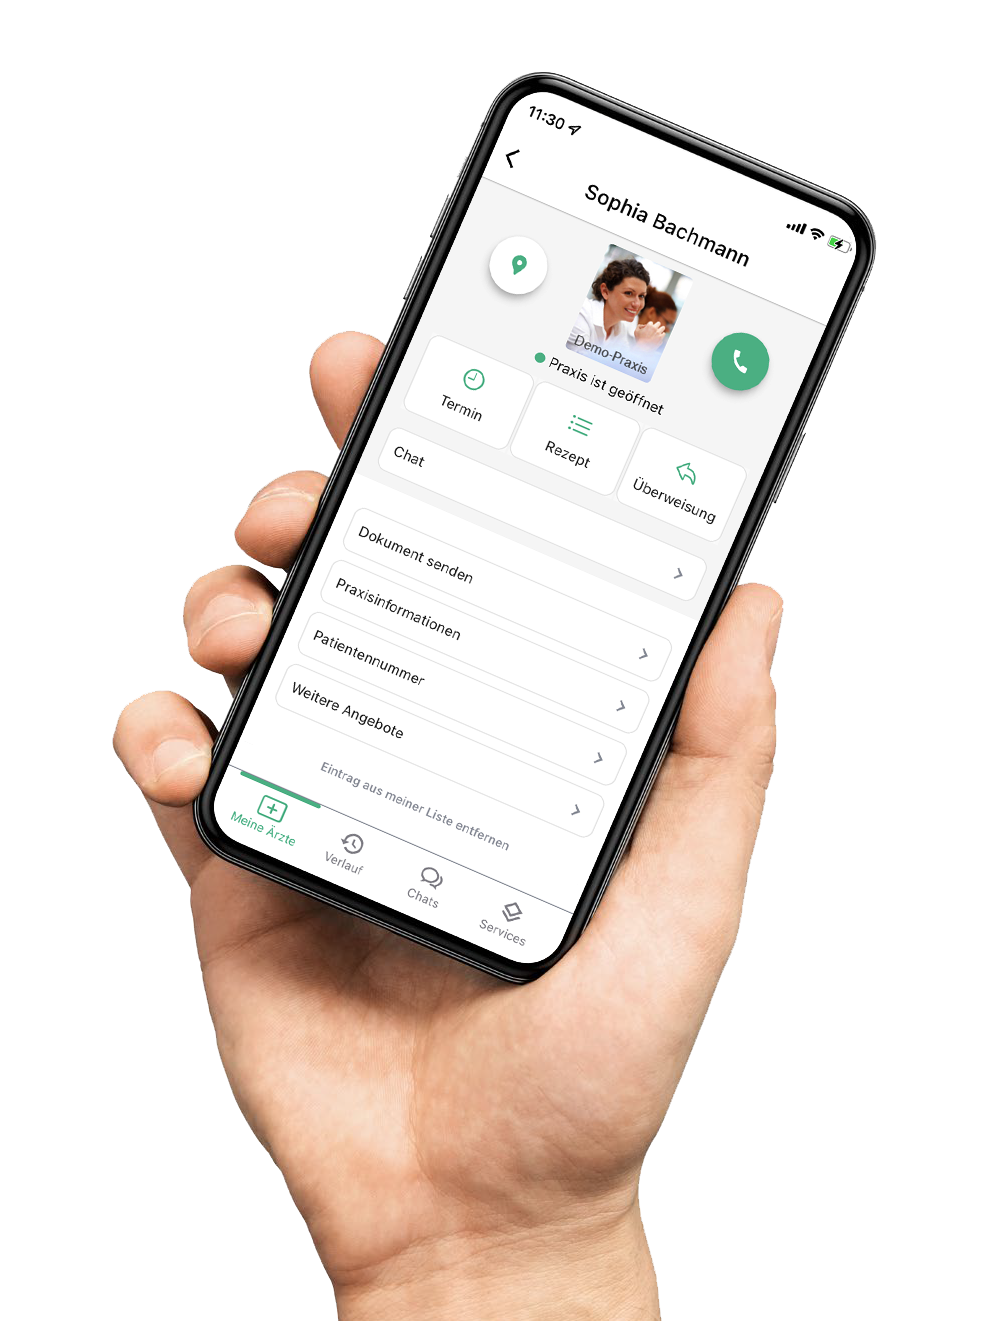 11:30
Sophia Bachmann
Demo-Praxis
Praxis ist geöffnet
Termin
Rezept
Überweisung
Chat
Dokument senden
Praxisinformationen
Patientennummer
Weitere Angebote
Eintrag aus meiner Liste entfernen
Meine Ärzte
Verlauf
Chats
Services